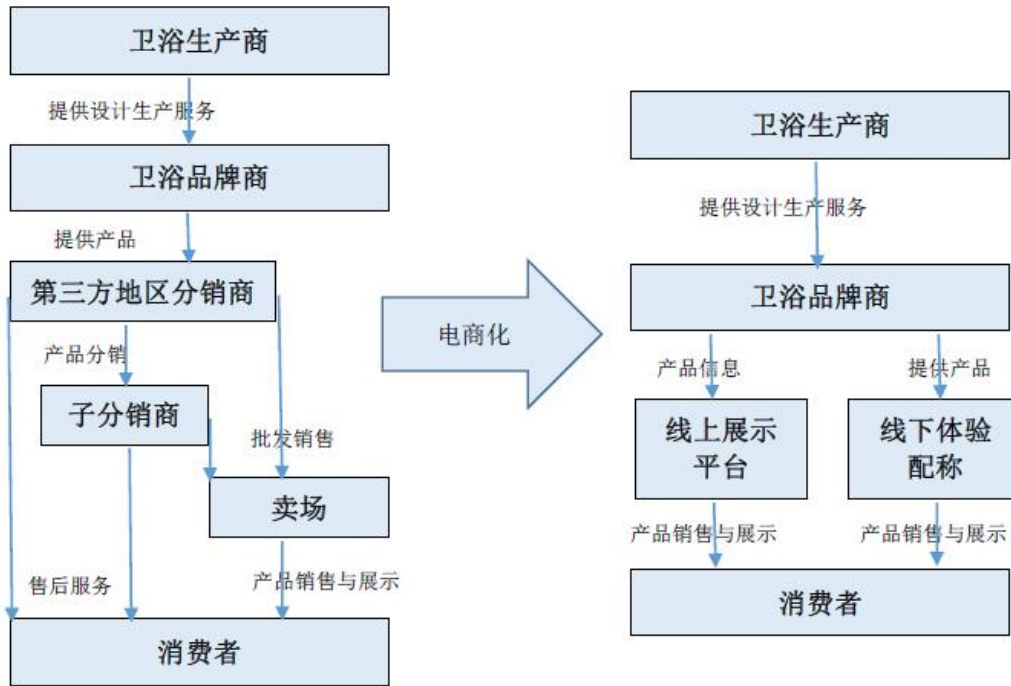 卫浴生产商
提供设计生产服务
卫浴品牌商
提供产品
第三方地区分销商
产品分销
子分销商
批发销售
卖场
售后服务
产品销售与展示
消费者
电商化
卫浴生产商
提供设计生产服务
卫浴品牌商
产品信息
提供产品
线上展示
平台
线下体验
配称
产品销售与展示
产品销售与展示
消费者